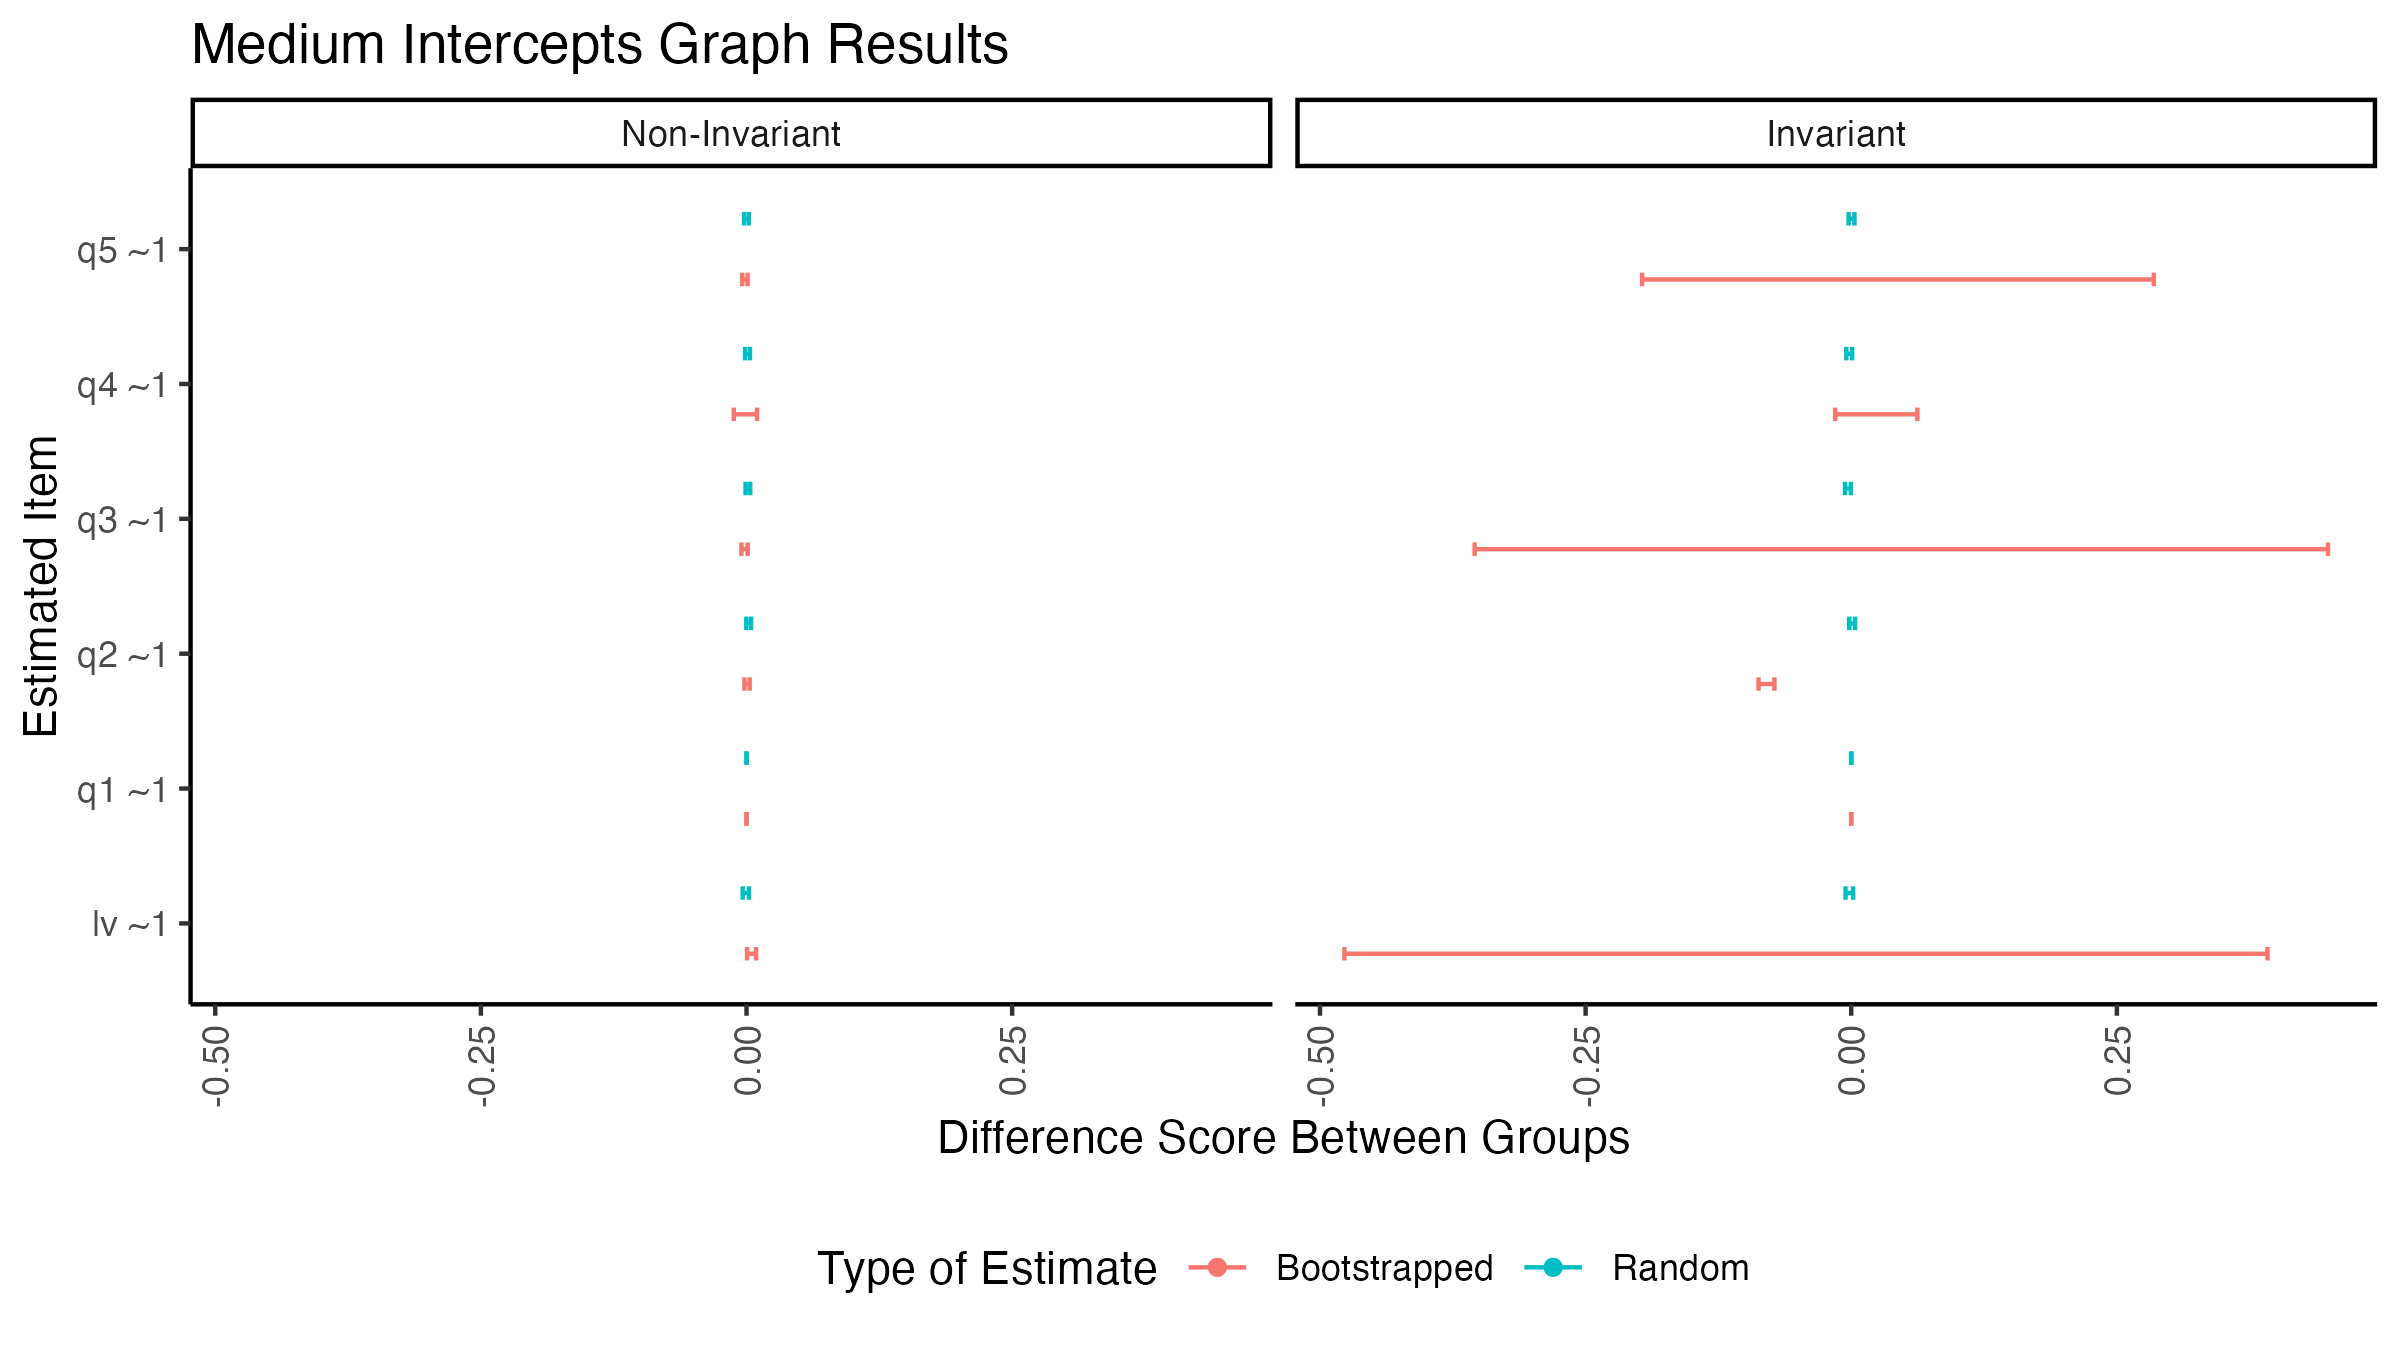 Medium Intercepts Graph Results
Non-Invariant
Invariant
Estimated Item
q5 ~1
q4 ~1
q3 ~1
q2 ~1
q1 ~1
lv ~1
-0.50
-0.25
0.00
0.25
-0.50
-0.25
0.00
0.25
Difference Score Between Groups
Type of Estimate Bootstrapped Random